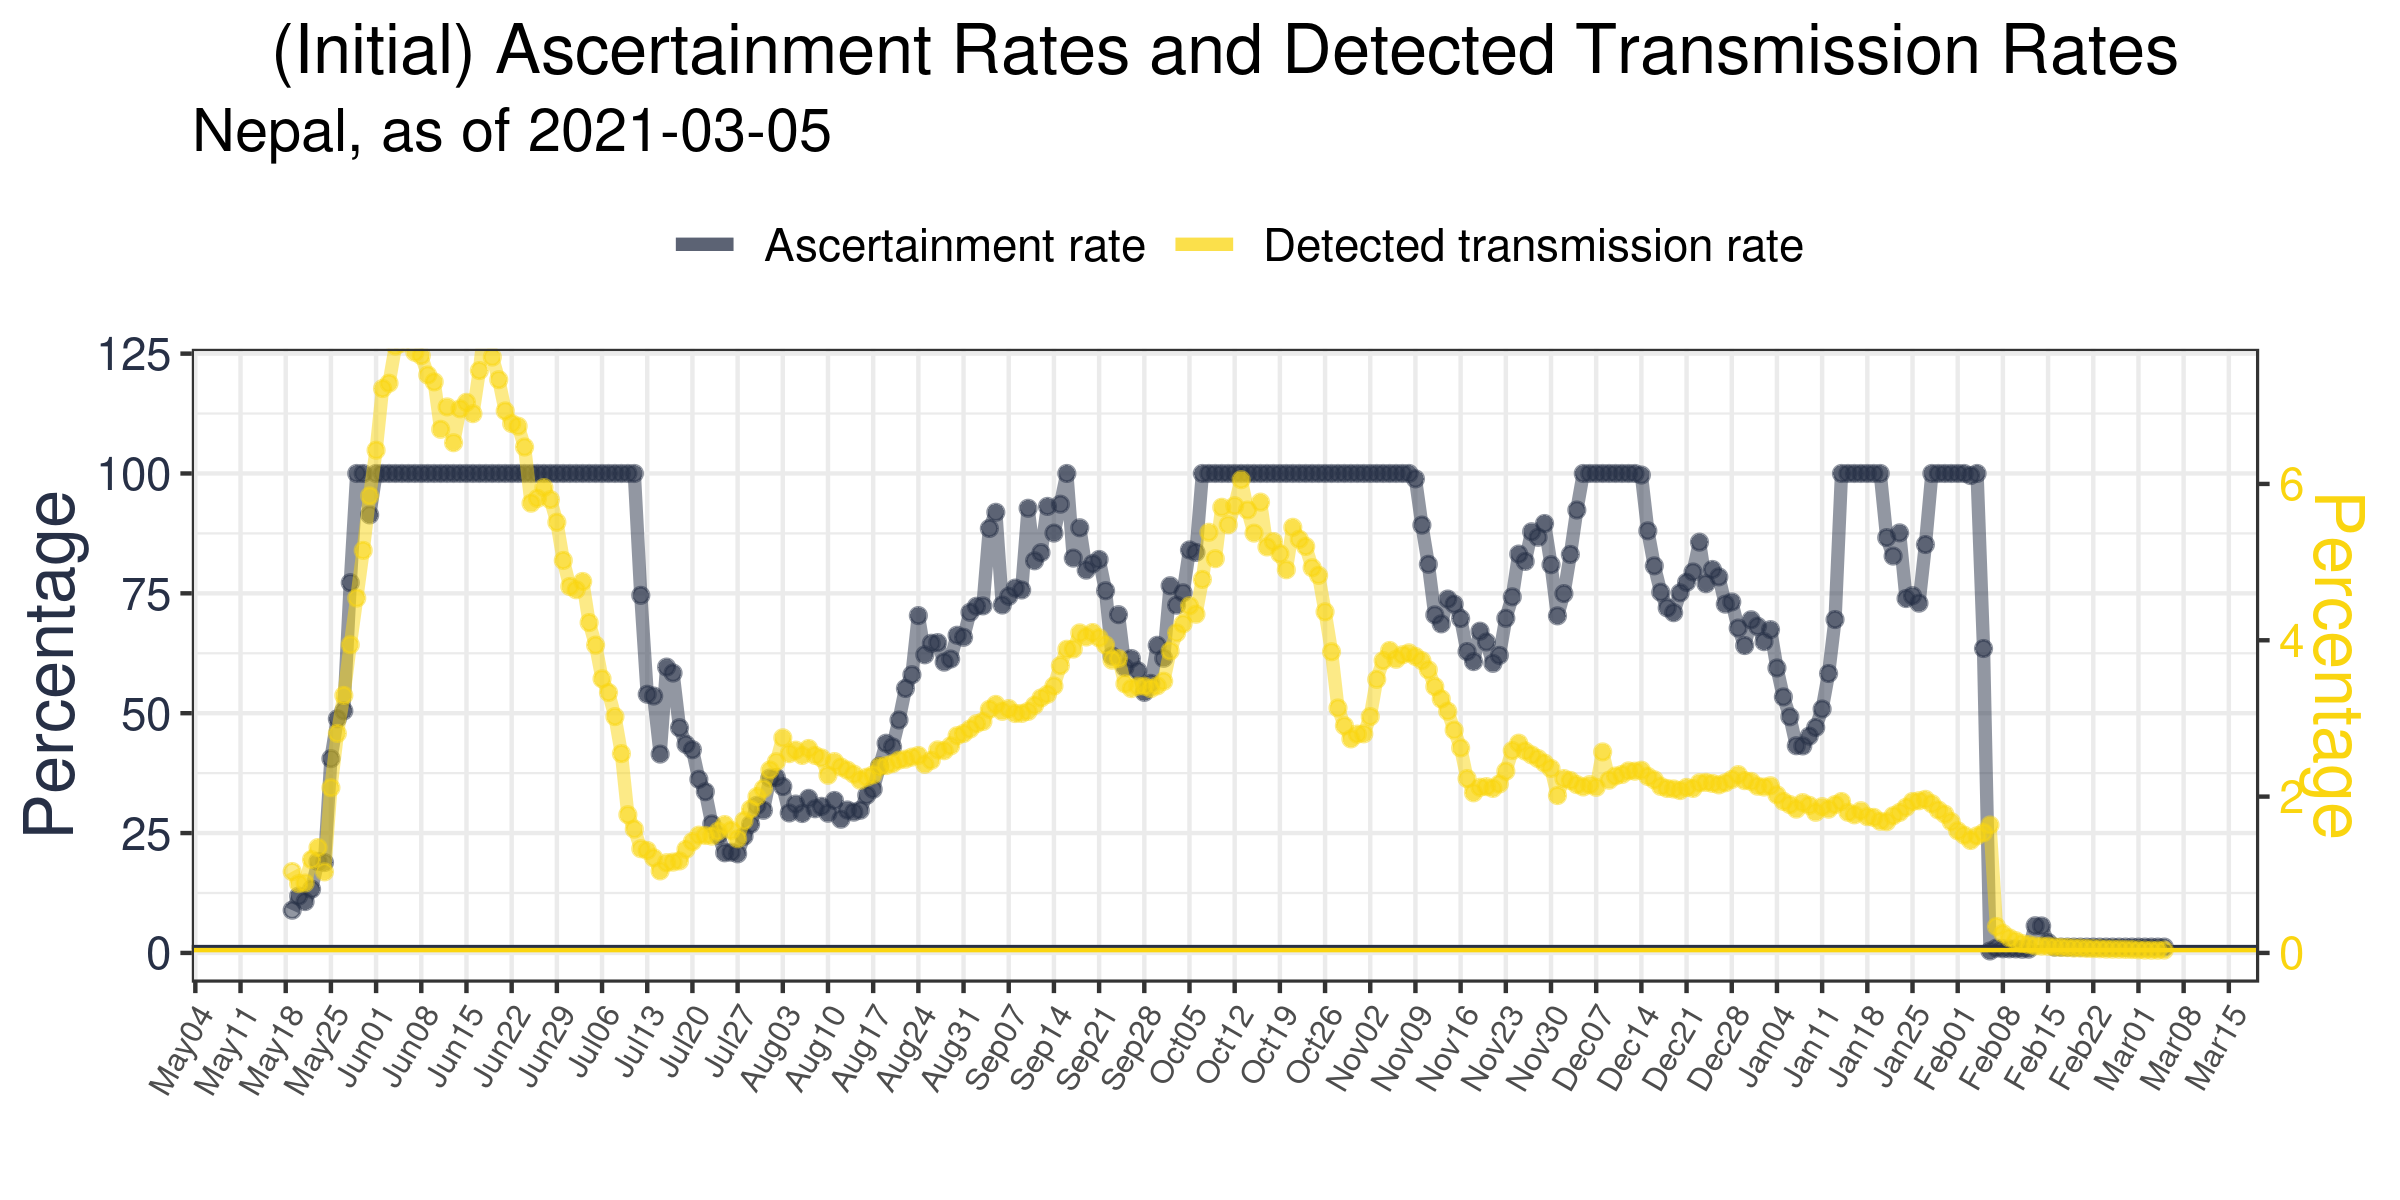 (Initial) Ascertainment Rates and Detected Transmission Rates
Nepal, as of 2021-03-05
Ascertainment rate
Detected transmission rate
Percentage
125
100
75
50
25
0
6
4
2
0
Percentage
May04
May11
May18
May25
Jun01
Jun08
Jun15
Jun22
Jun29
Jul06
Jul13
Jul20
Jul27
Aug03
Aug10
Aug17
Aug24
Aug31
Sep07
Sep14
Sep21
Sep28
Oct05
Oct12
Oct19
Oct26
Nov02
Nov09
Nov16
Nov23
Nov30
Dec07
Dec14
Dec21
Dec28
Jan04
Jan11
Jan18
Jan25
Feb01
Feb08
Feb15
Feb22
Mar01
Mar08
Mar15